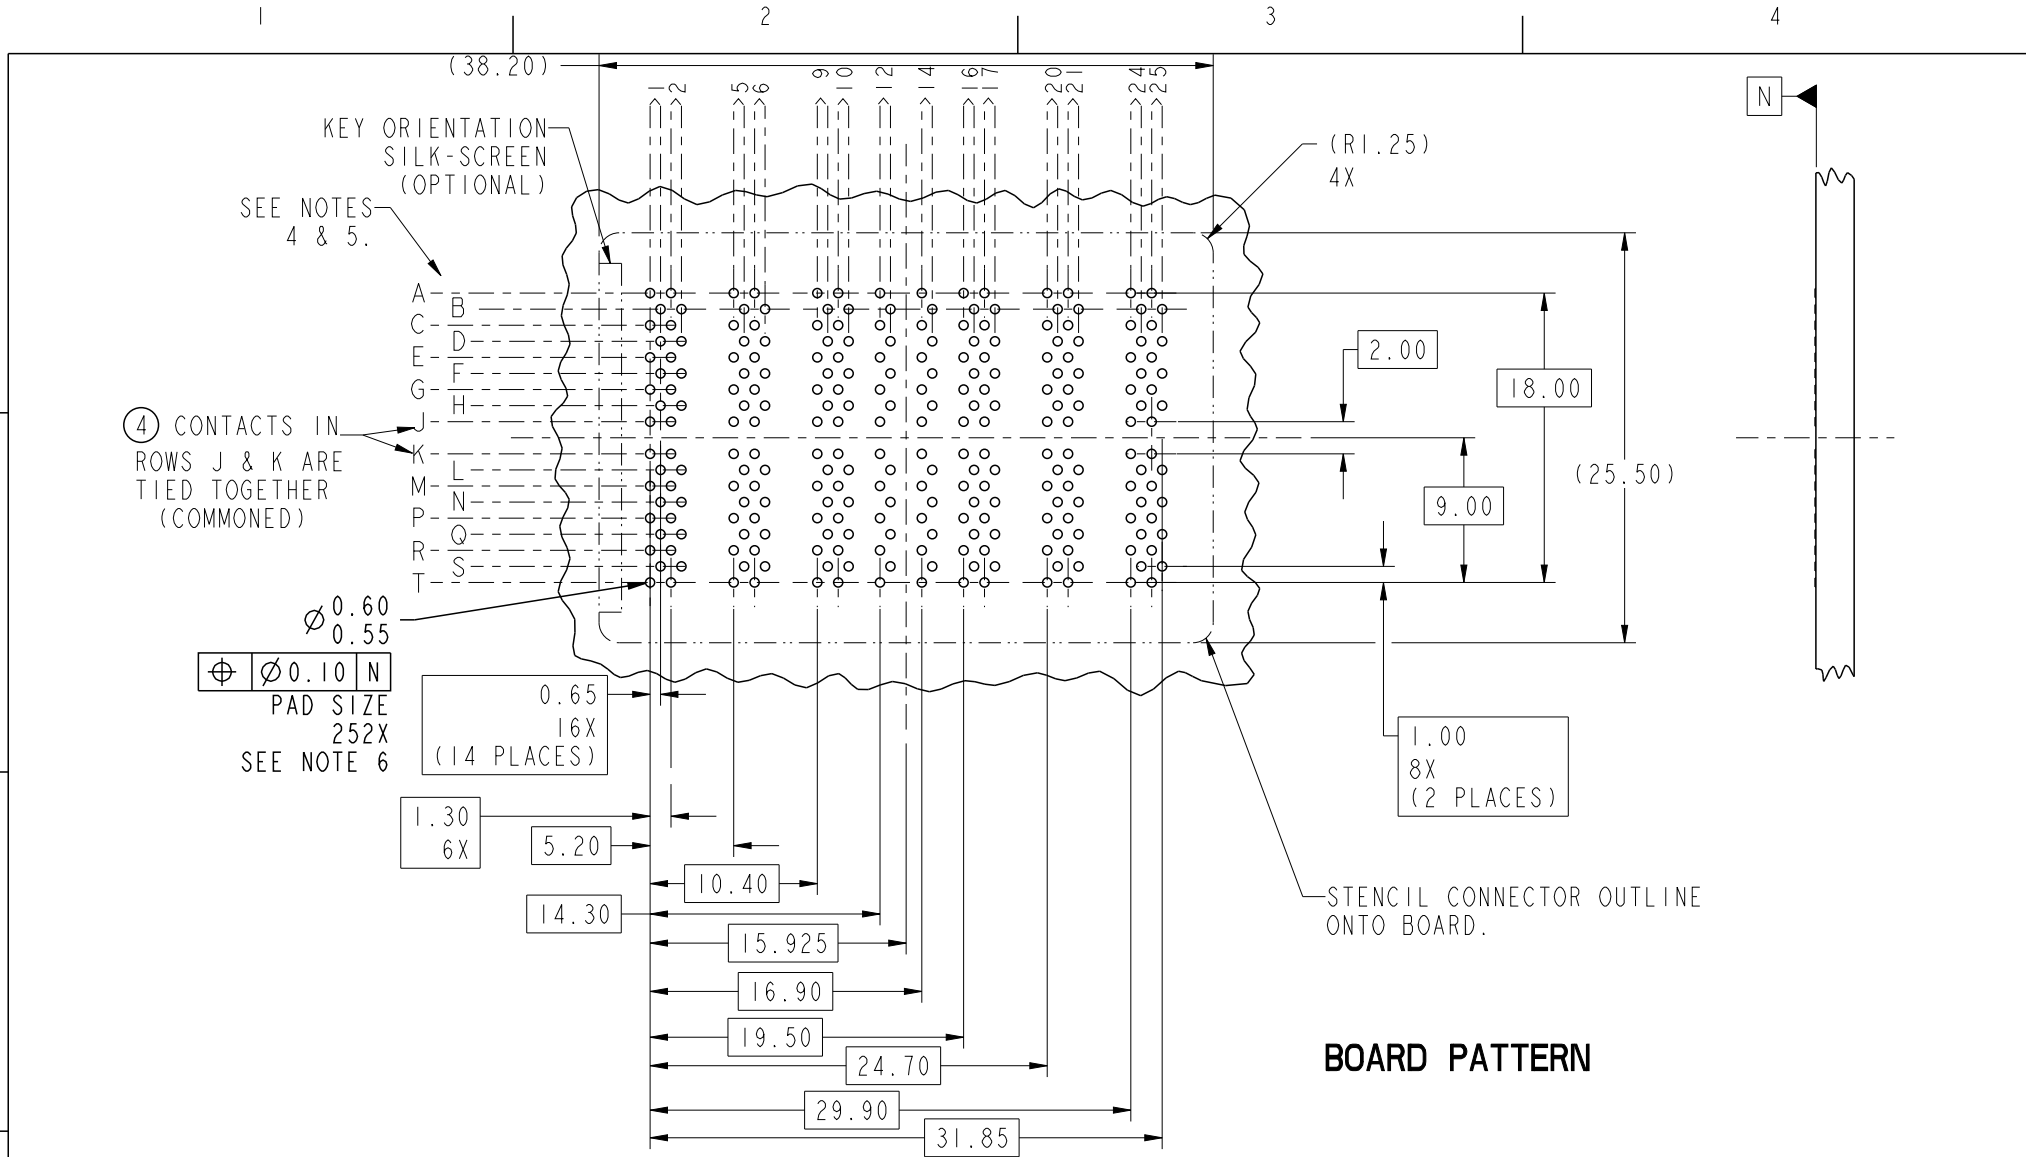 1 2 3 4
(38.20)
1 2 5 6 9 10 12 14 16 17 20 21 24 25
N
KEY ORIENTATION
SILK-SCREEN
(OPTIONAL)
(R1.25)
4X
SEE NOTES
4 & 5.
A
B
C
D
E
F
G
H
J
K
L
M
N
P
Q
R
S
T
4 CONTACTS IN
ROWS J & K ARE
TIED TOGETHER
(COMMONED)
2.00
18.00
(25.50)
9.00
Ø 0.60
0.55
⌖ Ø0.10 N
PAD SIZE
252X
SEE NOTE 6
0.65
16X
(14 PLACES)
1.00
8X
(2 PLACES)
1.30
6X
5.20
10.40
14.30
15.925
16.90
19.50
24.70
29.90
31.85
STENCIL CONNECTOR OUTLINE
ONTO BOARD.
BOARD PATTERN